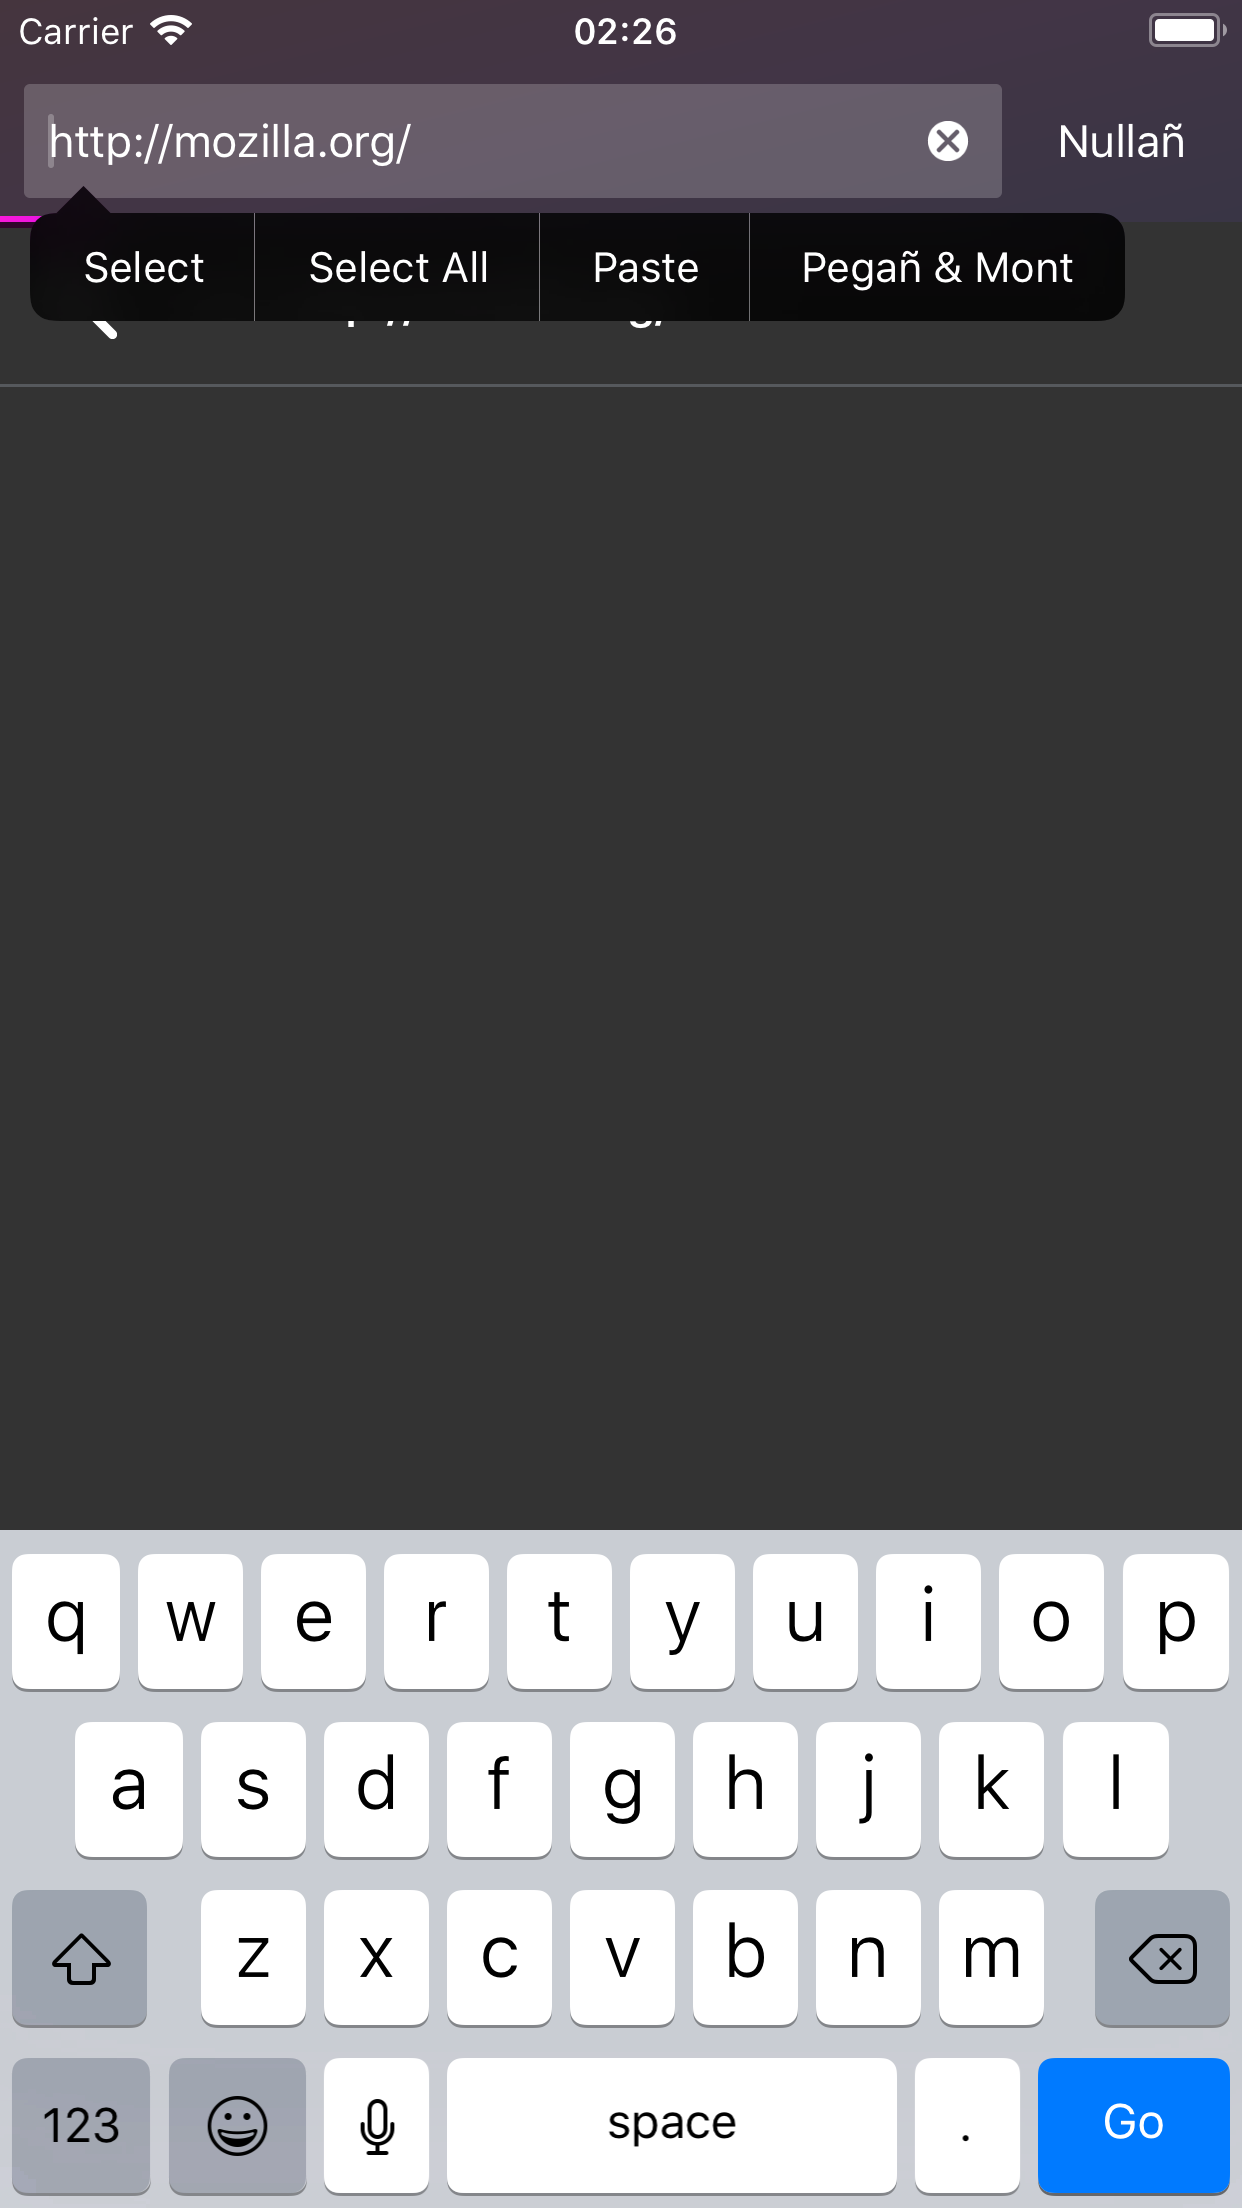 Carrier 02:26
http://mozilla.org/ Nullañ
Select Select All Paste Pegañ & Mont
q w e r t y u i o p
a s d f g h j k l
z x c v b n m
123 space . Go